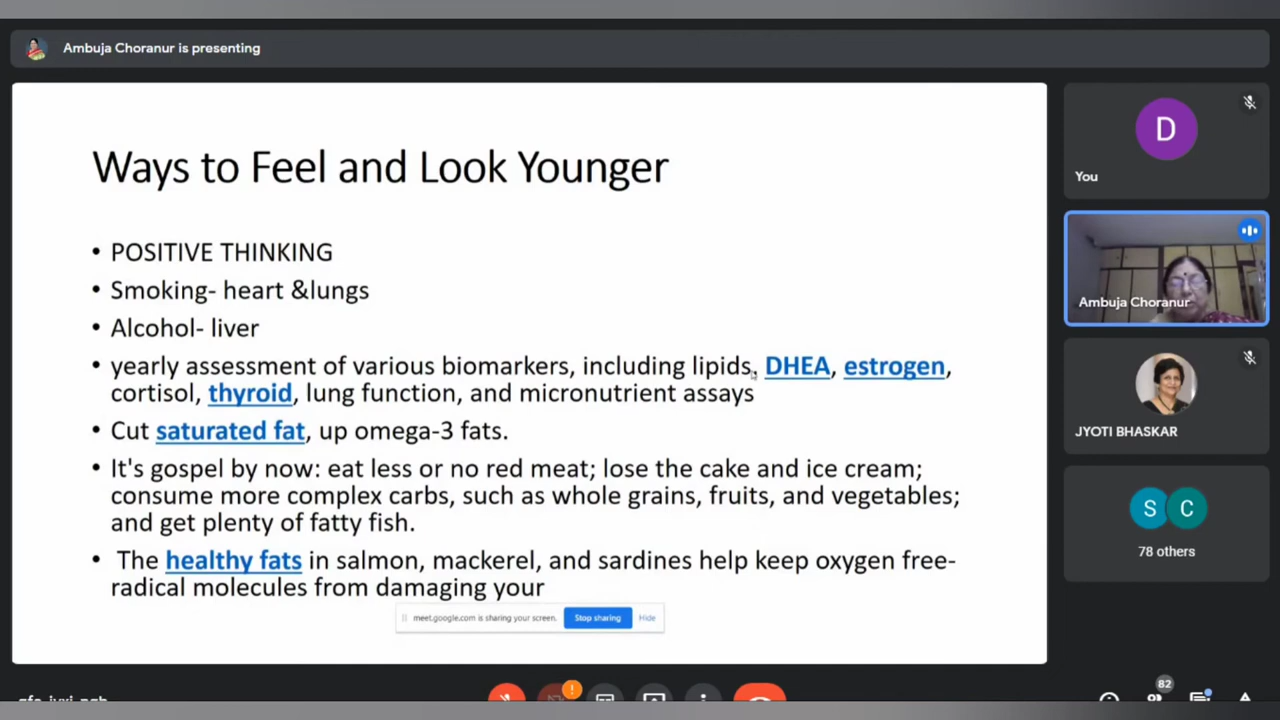 Ambuja Choranur is presenting
Ways to Feel and Look Younger
• POSITIVE THINKING
• Smoking- heart &lungs
• Alcohol- liver
• yearly assessment of various biomarkers, including lipids, DHEA, estrogen,
cortisol, thyroid, lung function, and micronutrient assays
• Cut saturated fat, up omega-3 fats.
• It's gospel by now: eat less or no red meat; lose the cake and ice cream;
consume more complex carbs, such as whole grains, fruits, and vegetables;
and get plenty of fatty fish.
• The healthy fats in salmon, mackerel, and sardines help keep oxygen free-
radical molecules from damaging your
meet.google.com is sharing your screen. Stop sharing Hide
D
You
Ambuja Choranur
JYOTI BHASKAR
S C
78 others
82